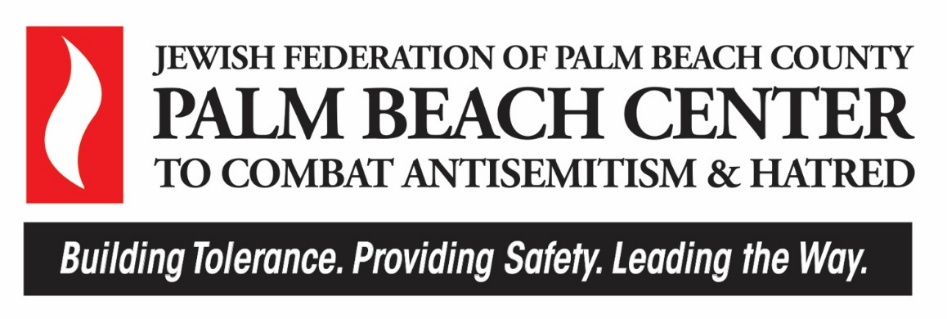 JEWISH FEDERATION OF PALM BEACH COUNTY
PALM BEACH CENTER
TO COMBAT ANTISEMITISM & HATRED
Building Tolerance. Providing Safety. Leading the Way.